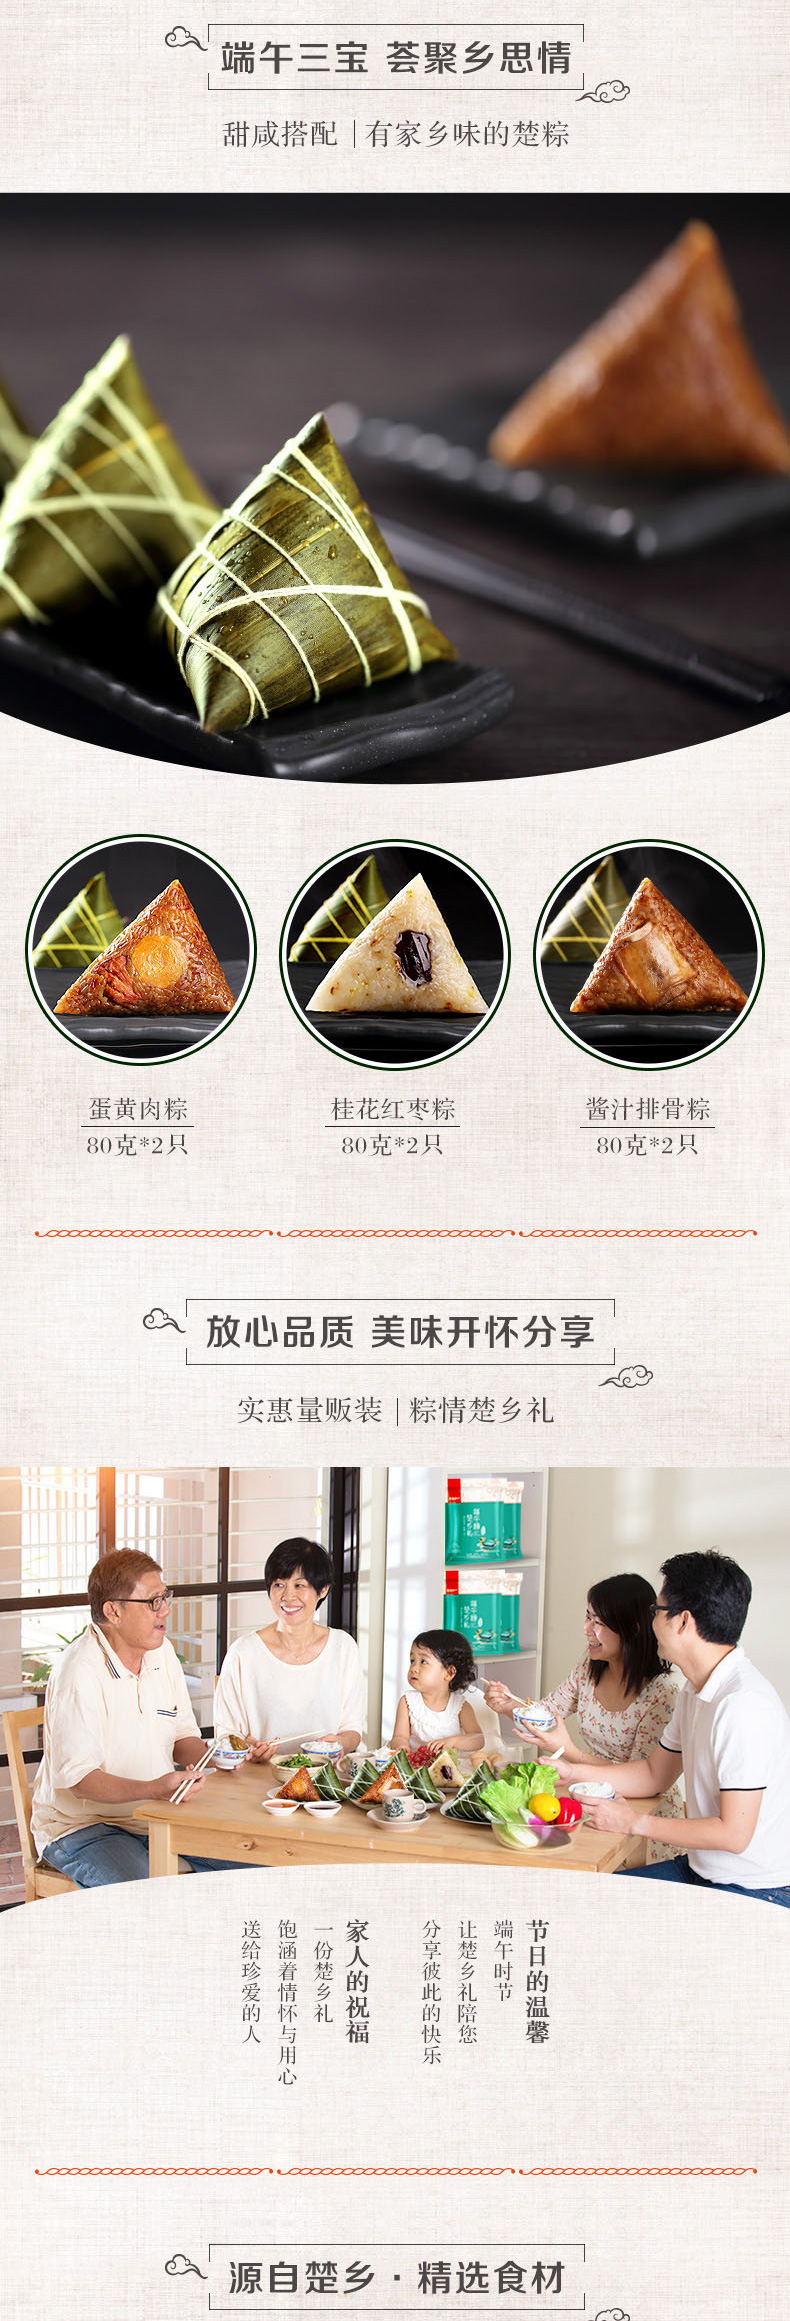 端午三宝 荟聚乡思情
甜咸搭配 | 有家乡味的楚粽
蛋黄肉粽
80克*2只
桂花红枣粽
80克*2只
酱汁排骨粽
80克*2只
放心品质 美味开怀分享
实惠量贩装 | 粽情楚乡礼
节日的温馨
端午时节
让楚乡礼陪您
分享彼此的快乐
家人的祝福
一份楚乡礼
饱涵着情怀与用心
送给珍爱的人
源自楚乡·精选食材